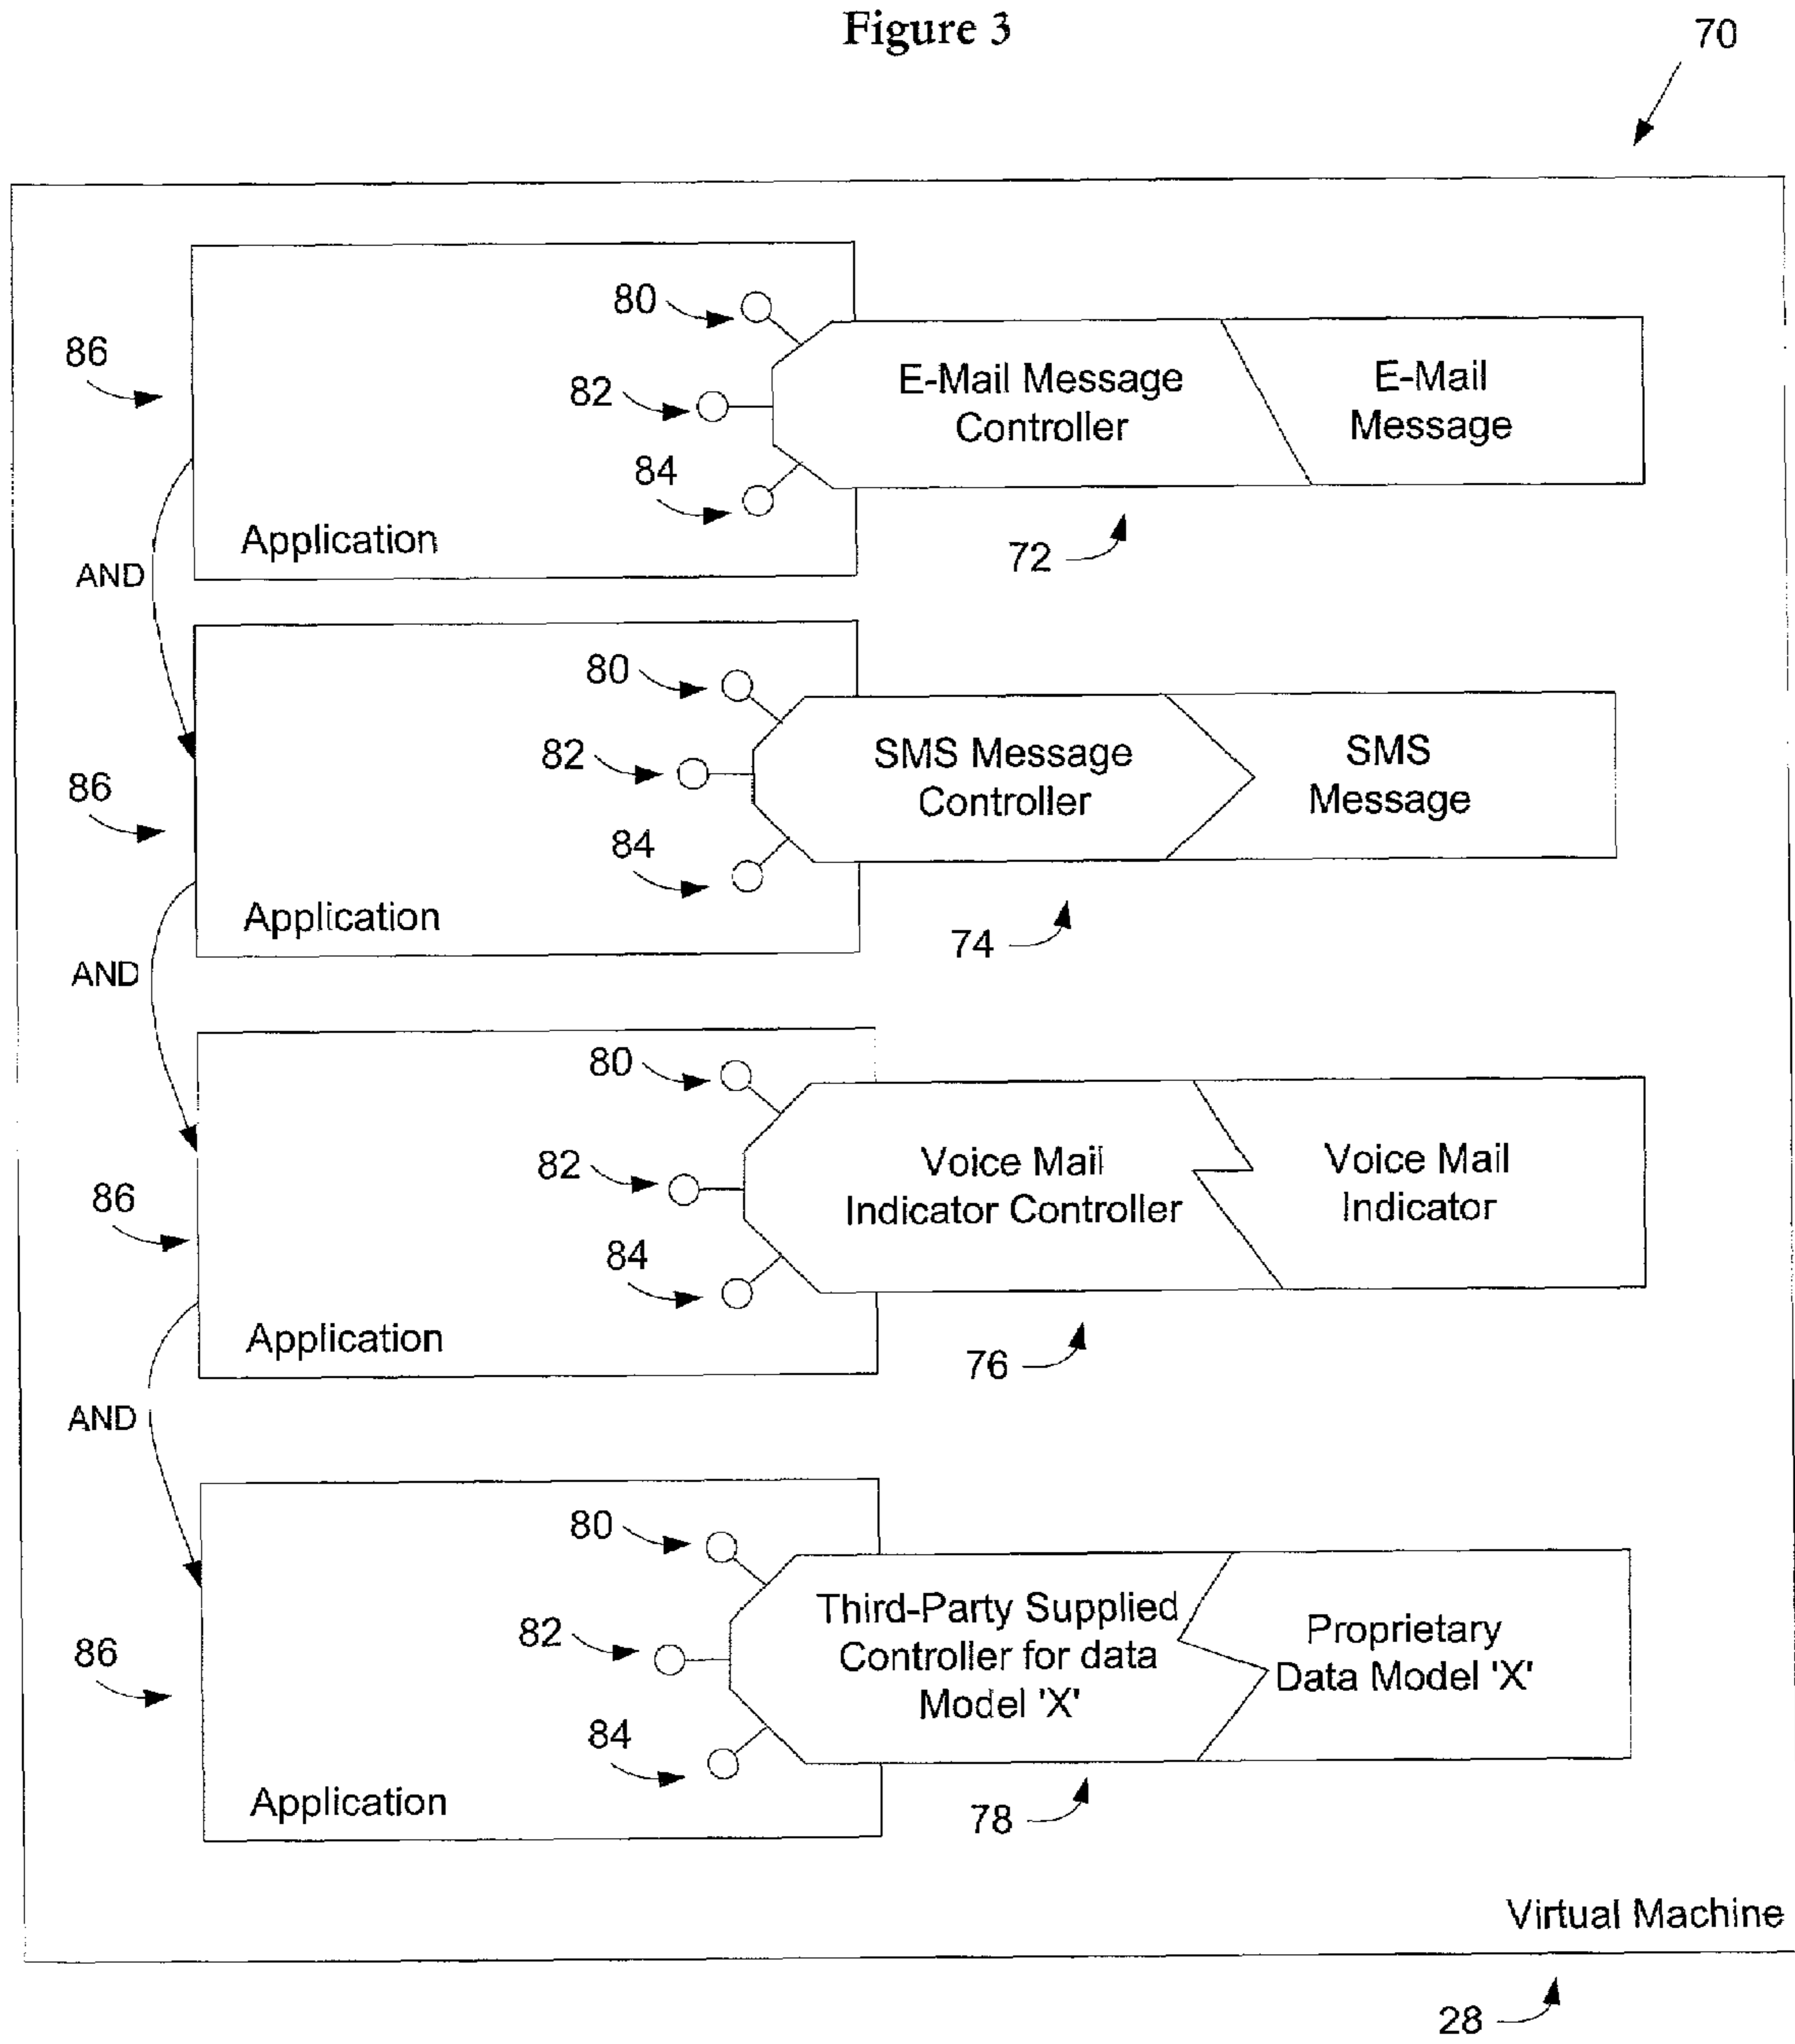 Figure 3
70
80
86
E-Mail Message
Controller
E-Mail
Message
82
84
72
Application
AND
80
82
SMS Message
Controller
SMS
Message
86
84
74
Application
AND
80
82
Voice Mail
Indicator Controller
Voice Mail
Indicator
86
84
76
Application
AND
80
82
Third-Party Supplied
Controller for data
Model 'X'
Proprietary
Data Model 'X'
86
84
78
Application
Virtual Machine
28